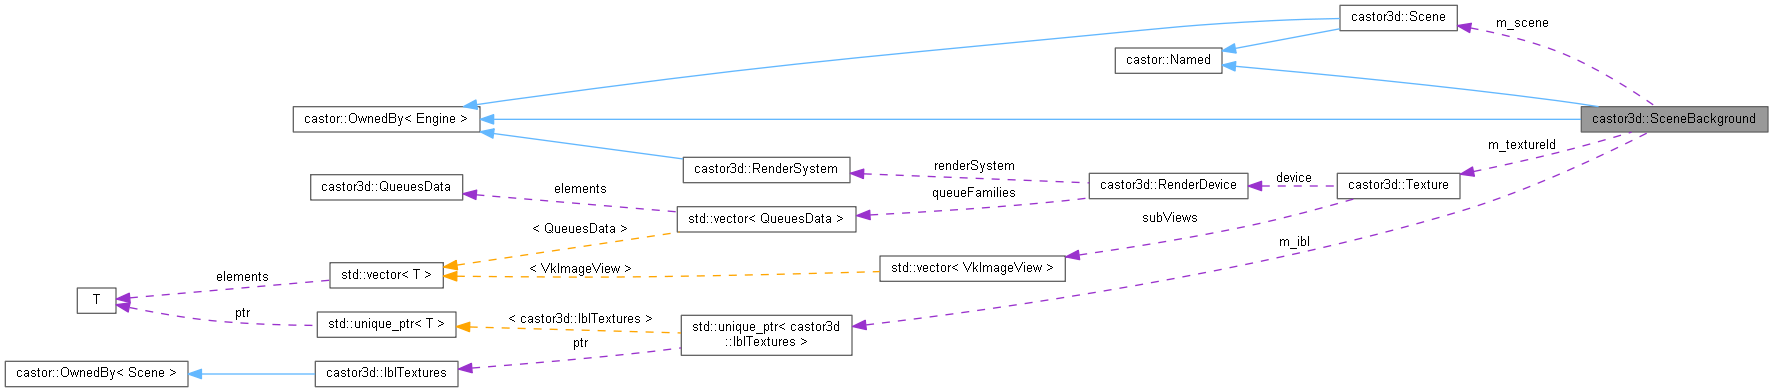 castor3d::Scene
m_scene
castor::Named
castor::OwnedBy< Engine >
castor3d::SceneBackground
m_textureId
renderSystem
castor3d::RenderSystem
device
castor3d::QueuesData
elements
castor3d::RenderDevice
castor3d::Texture
queueFamilies
std::vector< QueuesData >
subViews
< QueuesData >
m_ibl
elements
std::vector< T >
< VkImageView >
std::vector< VkImageView >
T
ptr
std::unique_ptr< T >
< castor3d::IblTextures >
std::unique_ptr< castor3d
::IblTextures >
ptr
castor::OwnedBy< Scene >
castor3d::IblTextures